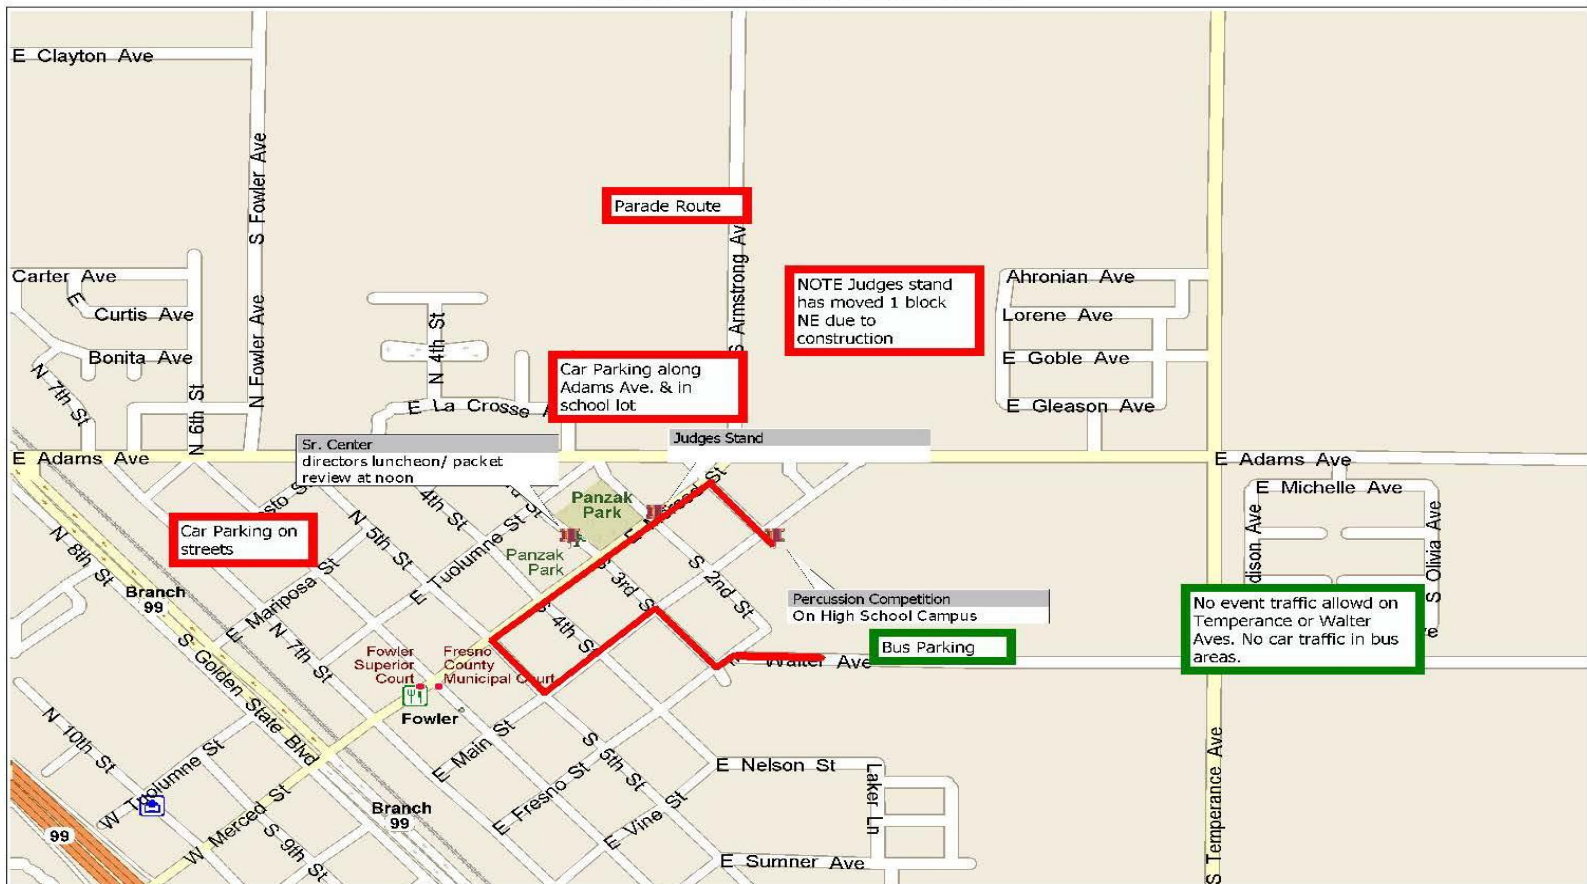 E Clayton Ave
S Fowler Ave
Parade Route
S Armstrong Av
Carter Ave
E
Curtis Ave
Bonita Ave
N 7th St
N 6th St
N Fowler Ave
N 4th St
E La Crosse
NOTE Judges stand
has moved 1 block
NE due to
construction
Car Parking along
Adams Ave. & in
school lot
Ahronian Ave
Lorene Ave
E Goble Ave
E Gleason Ave
E Adams Ave
Sr. Center
directors luncheon/ packet
review at noon
Judges Stand
E Adams Ave
E Michelle Ave
dison Ave
S Olivia Ave
Car Parking on
streets
N 8th St
N 5th St
4th St
E Tuolumne St
Panzak
Park
Panzak
Park
S 2nd St
S 3rd St
S 4th St
Branch
99
E Mariposa St
N 7th St
S Golden State Blvd
Percussion Competition
On High School Campus
Bus Parking
E Walter Ave
No event traffic allowd on
Temperance or Walter
Aves. No car traffic in bus
areas.
Fowler
Superior
Court
Fresno
County
Municipal Court
Fowler
N 10th St
W Tuolumne St
W Merced St
S 9th St
99
Branch
99
E Main St
E Fresno St
S 5th St
E Vine St
E Nelson St
Laker Ln
E Sumner Ave
S Temperance Ave